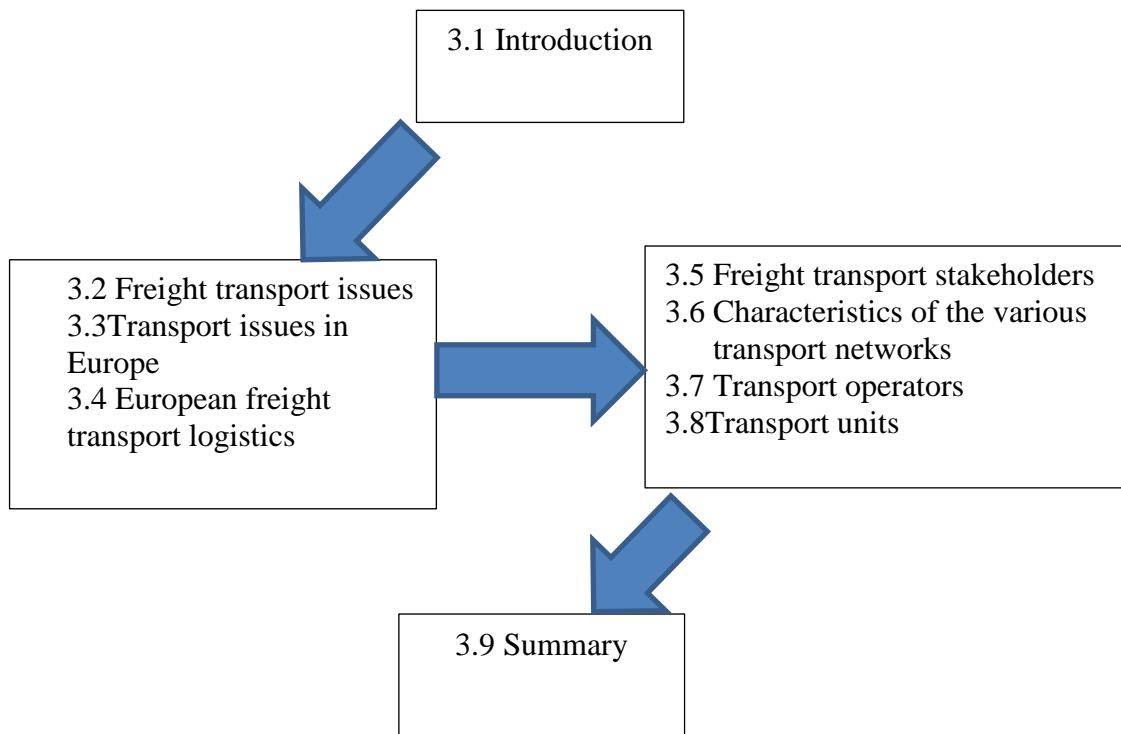 3.1 Introduction
3.2 Freight transport issues
3.3Transport issues in
Europe
3.4 European freight
transport logistics
3.5 Freight transport stakeholders
3.6 Characteristics of the various
transport networks
3.7 Transport operators
3.8Transport units
3.9 Summary